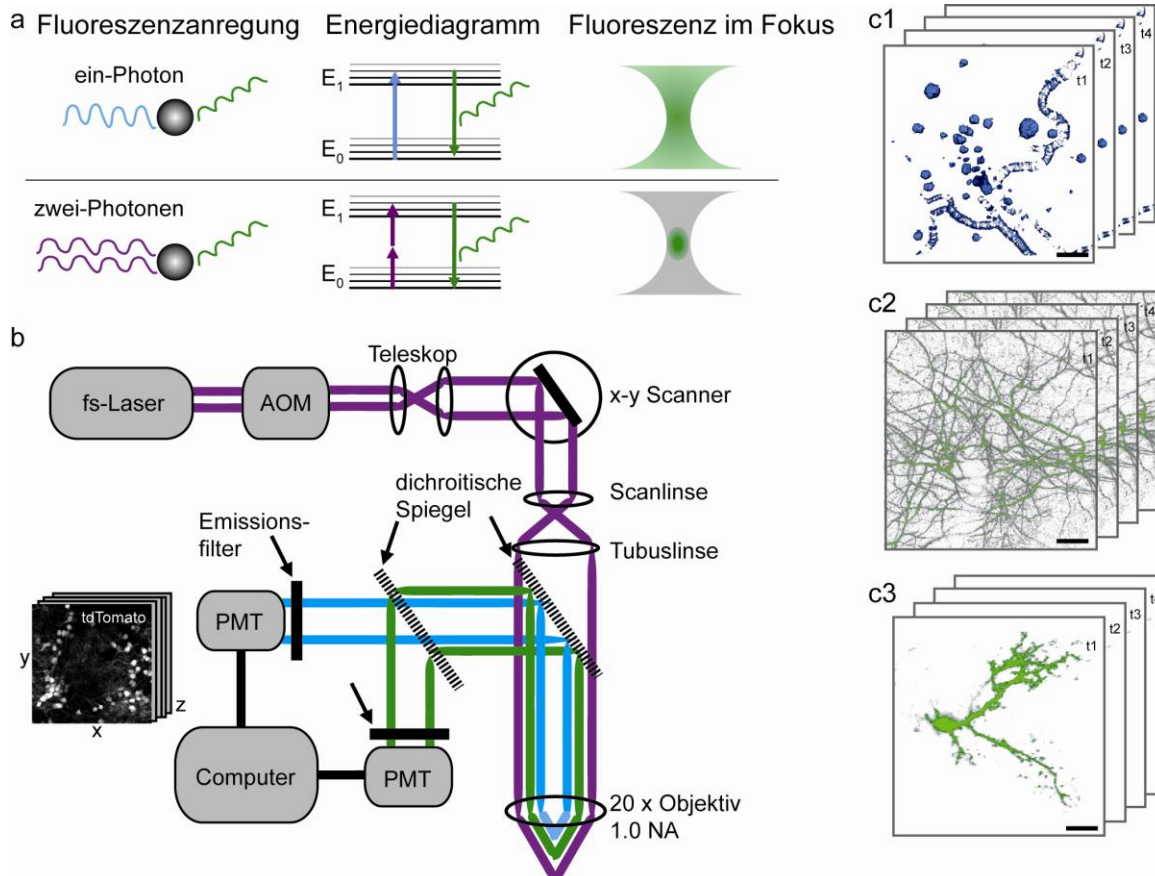 a
Fluoreszenzanregung
Energiediagramm
Fluoreszenz im Fokus
ein-Photon
E1
E0
zwei-Photonen
E1
E0
b
fs-Laser
AOM
Teleskop
x-y Scanner
Scanlinse
Tubuslinse
dichroitische
Spiegel
Emissions-
filter
PMT
tdTomato
y
x
z
Computer
PMT
20 x Objektiv
1.0 NA
c1
t1
t2
t3
t4
c2
t1
t2
t3
t4
c3
t1
t2
t3